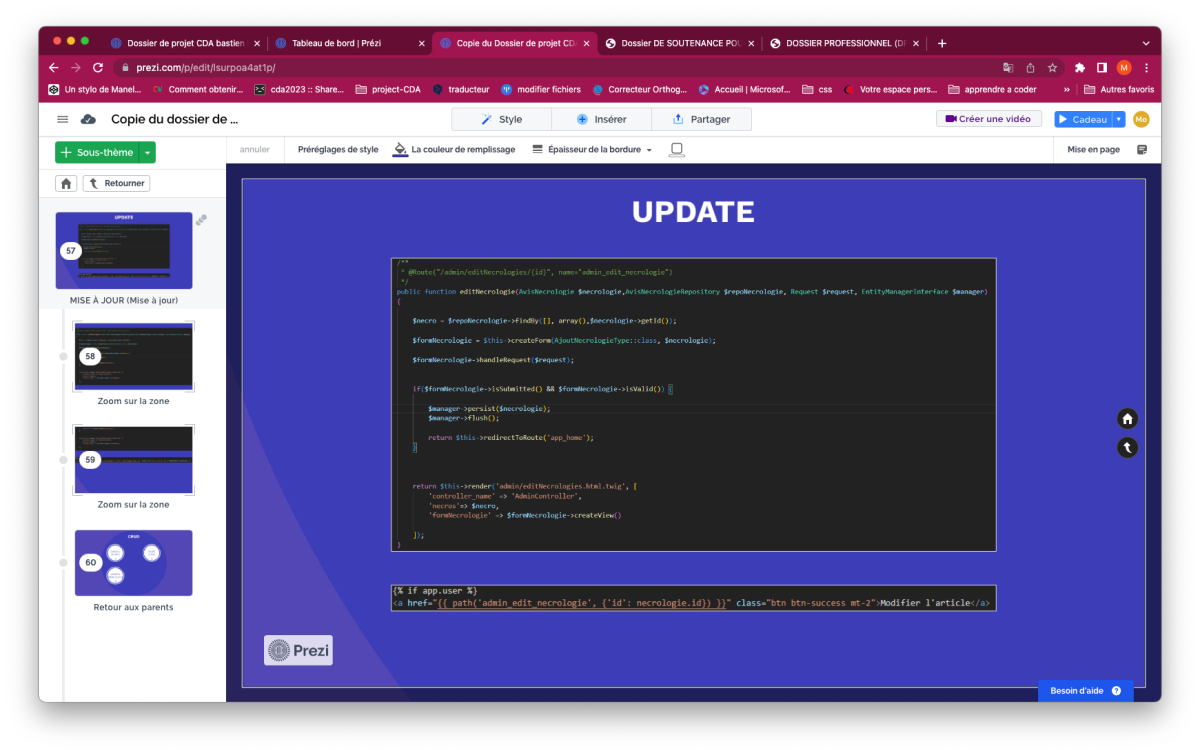 Dossier de projet CDA bastien
Tableau de bord | Prézi
Copie du Dossier de projet CDA
Dossier DE SOUTENANCE POU
DOSSIER PROFESSIONNEL (DP
prezi.com/p/edit/lsurpoa4at1p/
M
Un stylo de Manel...
Comment obtenir...
cda2023 :: Share...
project-CDA
traducteur
modifier fichiers
Correcteur Orthog...
Accueil | Microsof...
css
Votre espace pers...
apprendre a coder
»
Autres favoris
Copie du dossier de ...
Style
Insérer
Partager
Créer une vidéo
Cadeau
Mo
+ Sous-thème
annuler
Préréglages de style
La couleur de remplissage
Épaisseur de la bordure
Mise en page
Retourner
UPDATE
57
MISE À JOUR (Mise à jour)
58
Zoom sur la zone
59
Zoom sur la zone
CRUD
60
Retour aux parents
UPDATE
/**
* @Route("/admin/editNecrologies/{id}", name="admin_edit_necrologie")
*/
public function editNecrologie(AvisNecrologie $necrologie,AvisNecrologieRepository $repoNecrologie, Request $request, EntityManagerInterface $manager)
{
$necro = $repoNecrologie->findBy([], array(),$necrologie->getId());
$formNecrologie = $this->createForm(AjoutNecrologieType::class, $necrologie);
$formNecrologie->handleRequest($request);
if($formNecrologie->isSubmitted() && $formNecrologie->isValid()) {
$manager->persist($necrologie);
$manager->flush();
return $this->redirectToRoute('app_home');
}
return $this->render('admin/editNecrologies.html.twig', [
'controller_name' => 'AdminController',
'necros'=> $necro,
'formNecrologie' => $formNecrologie->createView()
]);
}
{% if app.user %}
<a href="{{ path('admin_edit_necrologie', {'id': necrologie.id}) }}" class="btn btn-success mt-2">Modifier l'article</a>
Prezi
Besoin d'aide ?